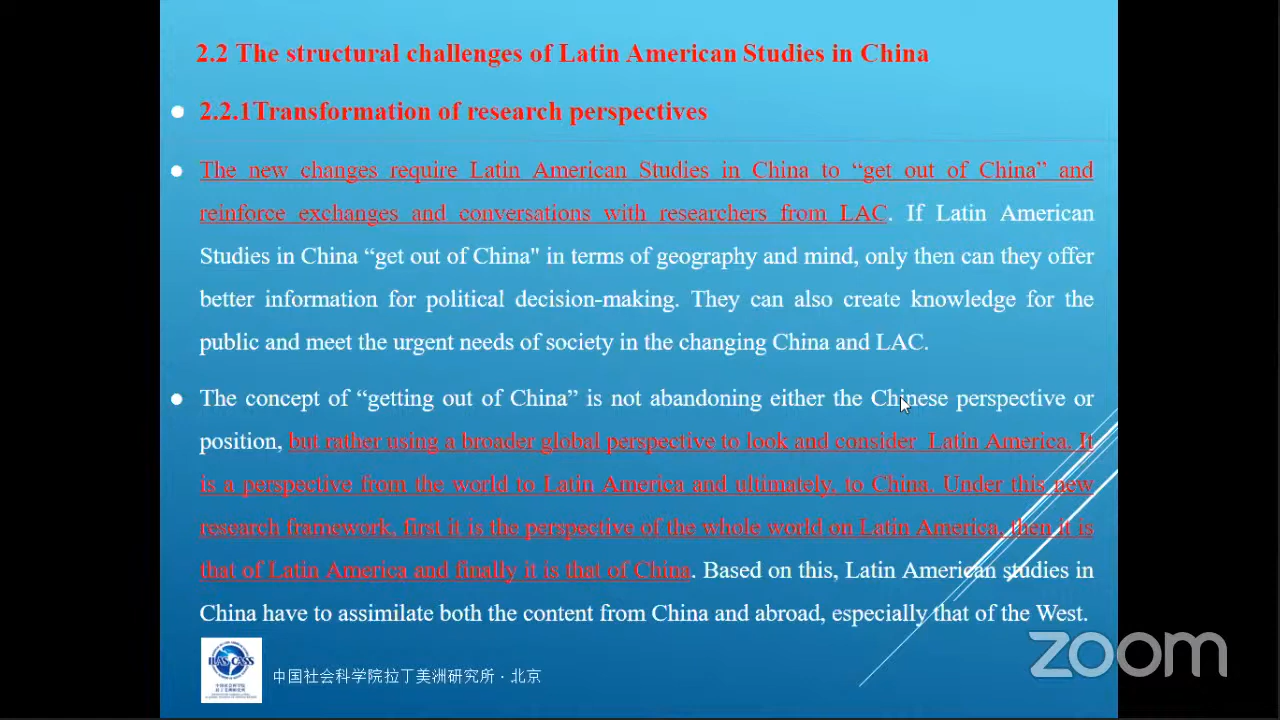 2.2 The structural challenges of Latin American Studies in China
2.2.1Transformation of research perspectives
The new changes require Latin American Studies in China to “get out of China” and
reinforce exchanges and conversations with researchers from LAC. If Latin American
Studies in China “get out of China" in terms of geography and mind, only then can they offer
better information for political decision-making. They can also create knowledge for the
public and meet the urgent needs of society in the changing China and LAC.
The concept of “getting out of China” is not abandoning either the Chinese perspective or
position, but rather using a broader global perspective to look and consider Latin America. It
is a perspective from the world to Latin America and ultimately, to China. Under this new
research framework, first it is the perspective of the whole world on Latin America, then it is
that of Latin America and finally it is that of China. Based on this, Latin American studies in
China have to assimilate both the content from China and abroad, especially that of the West.
ILAS, CASS
中国社会科学院拉丁美洲研究所 · 北京
zoom